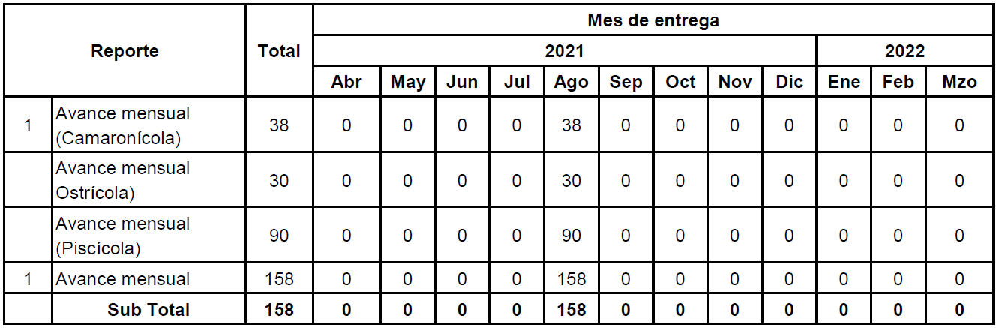 Reporte Total Mes de entrega
2021 2022
Abr May Jun Jul Ago Sep Oct Nov Dic Ene Feb Mzo
1 Avance mensual
(Camaronícola) 38 0 0 0 0 38 0 0 0 0 0 0 0
Avance mensual
Ostrícola) 30 0 0 0 0 30 0 0 0 0 0 0 0
Avance mensual
(Piscícola) 90 0 0 0 0 90 0 0 0 0 0 0 0
1 Avance mensual 158 0 0 0 0 158 0 0 0 0 0 0 0
Sub Total 158 0 0 0 0 158 0 0 0 0 0 0 0